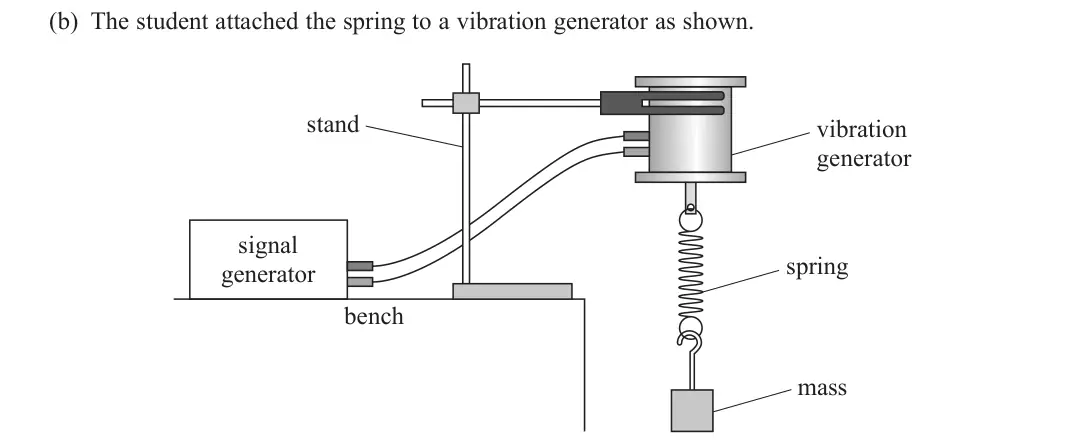 (b) The student attached the spring to a vibration generator as shown.
stand
vibration
generator
signal
generator
spring
bench
mass